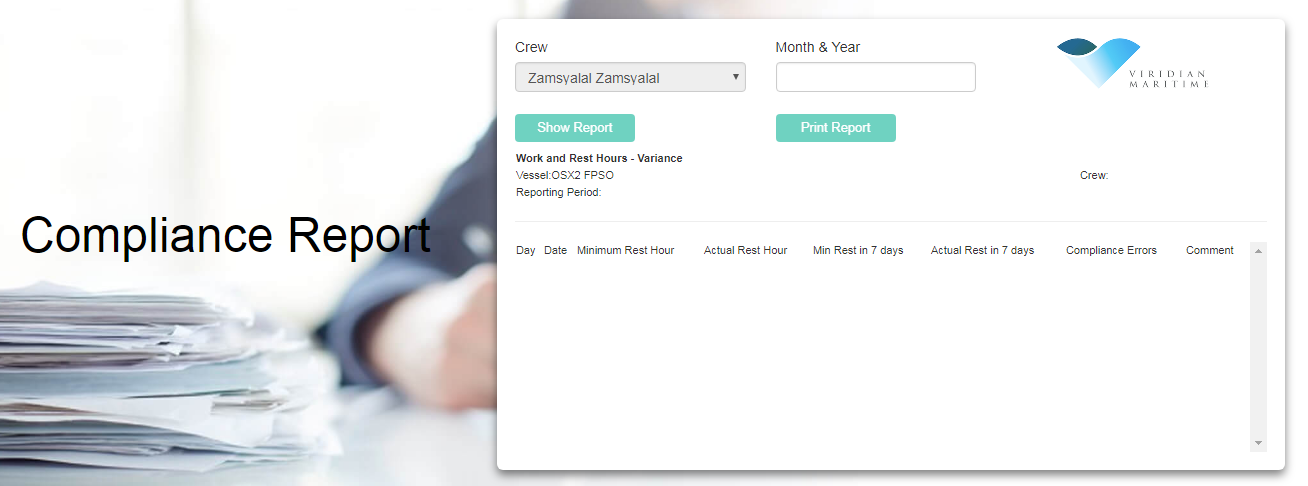 Compliance Report
Crew
Month & Year
Zamsyalal Zamsyalal
VIRIDIAN
MARITIME
Show Report
Print Report
Work and Rest Hours - Variance
Vessel:OSX2 FPSO
Crew:
Reporting Period:
Day Date Minimum Rest Hour Actual Rest Hour Min Rest in 7 days Actual Rest in 7 days Compliance Errors Comment